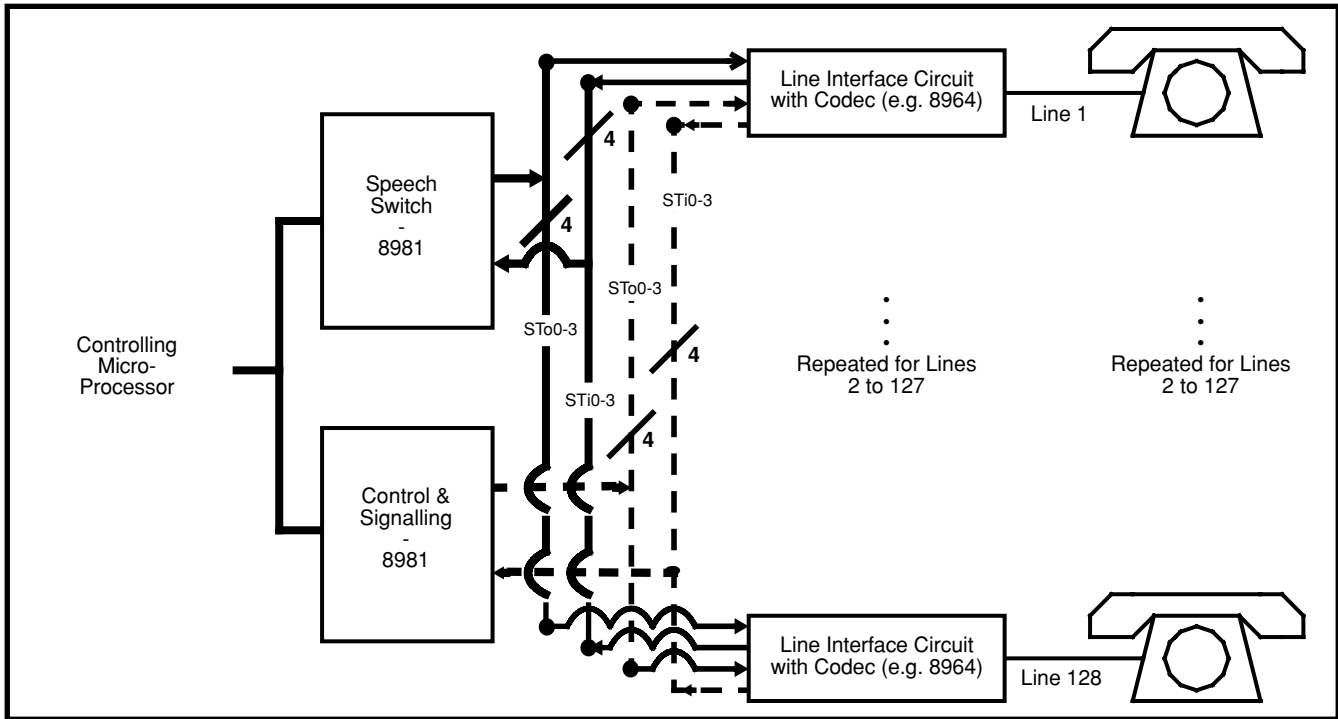 Line Interface Circuit
with Codec (e.g. 8964)
Line 1
4
Speech
Switch
-
8981
STi0-3
4
STo0-3
STo0-3
Controlling
Micro-
Processor
4
Repeated for Lines
2 to 127
Repeated for Lines
2 to 127
STi0-3
4
Control &
Signalling
-
8981
Line Interface Circuit
with Codec (e.g. 8964)
Line 128